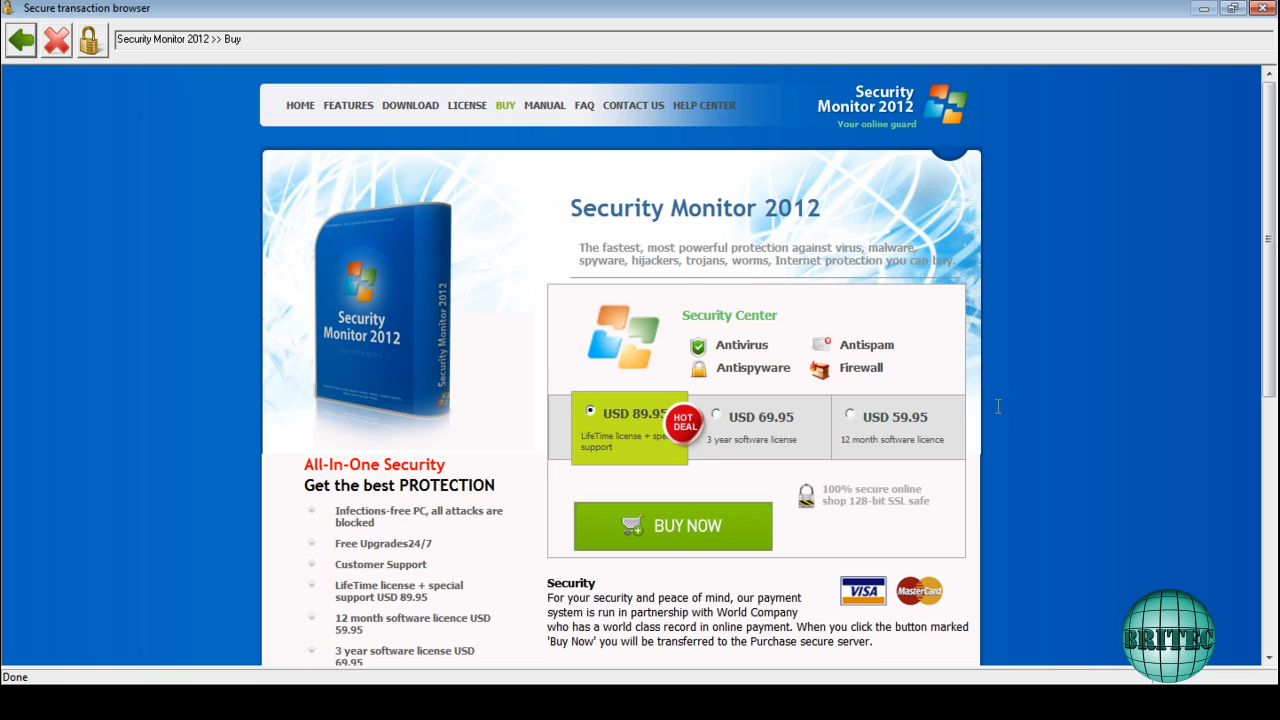 Secure transaction browser
Security Monitor 2012 >> Buy
HOME FEATURES DOWNLOAD LICENSE BUY MANUAL FAQ CONTACT US HELP CENTER
Security
Monitor 2012
Your online guard
Security Monitor 2012
The fastest, most powerful protection against virus, malware,
spyware, hijackers, trojans, worms, Internet protection you can buy.
Security
Monitor 2012
Security Monitor 2012
Security Center
Antivirus
Antispam
Antispyware
Firewall
USD 89.95
LifeTime license + spe
support
HOT
DEAL
USD 69.95
3 year software license
USD 59.95
12 month software licence
100% secure online
shop 128-bit SSL safe
BUY NOW
All-In-One Security
Get the best PROTECTION
Infections-free PC, all attacks are
blocked
Free Upgrades24/7
Customer Support
LifeTime license + special
support USD 89.95
12 month software licence USD
59.95
3 year software license USD
69.95
Security
For your security and peace of mind, our payment
system is run in partnership with World Company
who has a world class record in online payment. When you click the button marked
'Buy Now' you will be transferred to the Purchase secure server.
VISA
MasterCard
BRITEC
Done